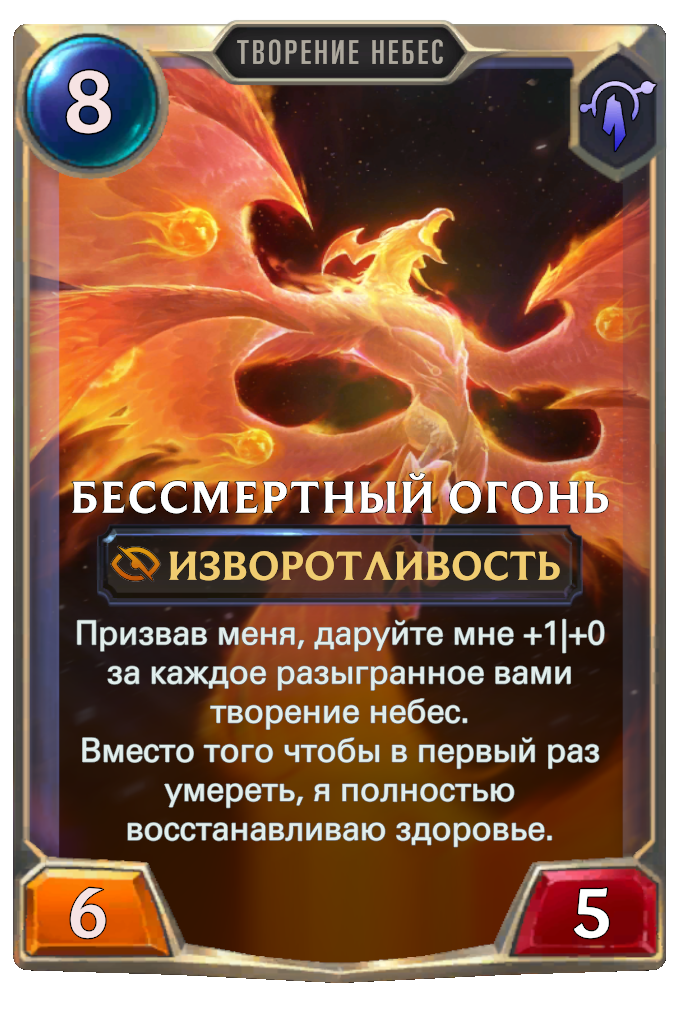 ТВОРЕНИЕ НЕБЕС
8
БЕССМЕРТНЫЙ ОГОНЬ
ИЗВОРОТЛИВОСТЬ
Призвав меня, даруйте мне +1|+0
за каждое разыгранное вами
творение небес.
Вместо того чтобы в первый раз
умереть, я полностью
восстанавливаю здоровье.
6
5